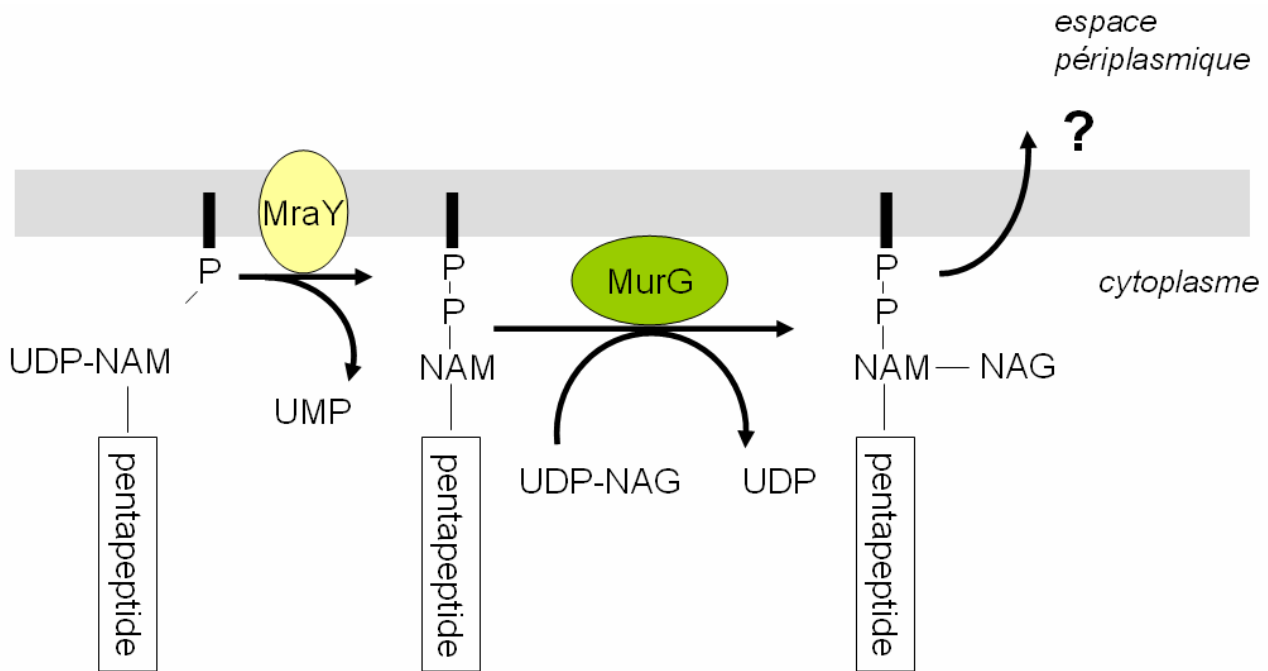 espace
périplasmique
?
MraY
P
P
P
MurG
cytoplasme
P
P
UDP-NAM
NAM
NAM
NAG
UMP
UDP-NAG
UDP
pentapeptide
pentapeptide
pentapeptide